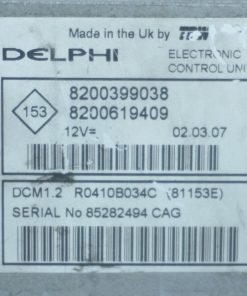 Made in the Uk by
DELPHI
ELECTRONIC
CONTROL UNI
153
8200399038
8200619409
12V= 02.03.07
DCM1.2 R0410B034C (81153E)
SERIAL No 85282494 CAG